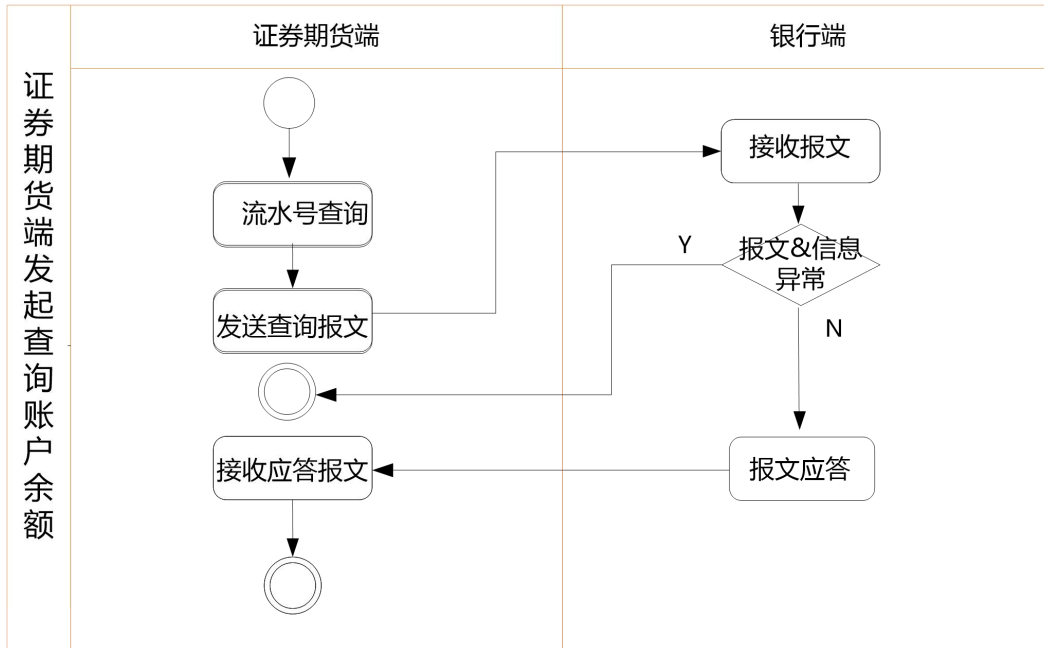 证券期货端发起查询账户余额
证券期货端
银行端
接收报文
流水号查询
Y
报文&信息
异常
发送查询报文
N
接收应答报文
报文应答